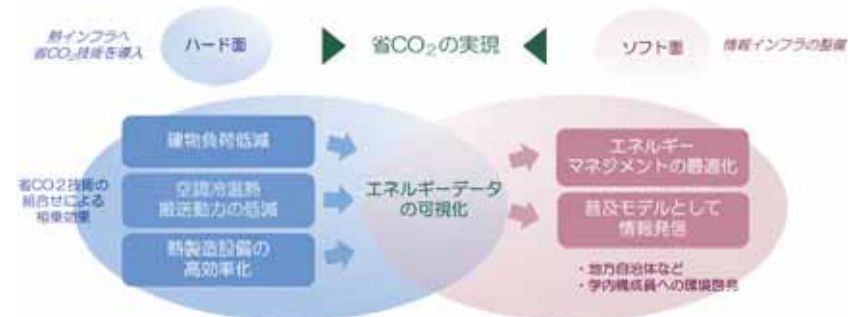 熱インフラへ
省CO₂技術を導入
ハード面
省CO₂の実現
ソフト面
情報インフラの整備
建物負荷低減
空調冷温熱
搬送動力の低減
熱製造設備の
高効率化
省CO2技術の
組合せによる
相乗効果
エネルギーデータ
の可視化
エネルギー
マネジメントの最適化
普及モデルとして
情報発信
・地方自治体など
・学内構成員への環境啓発